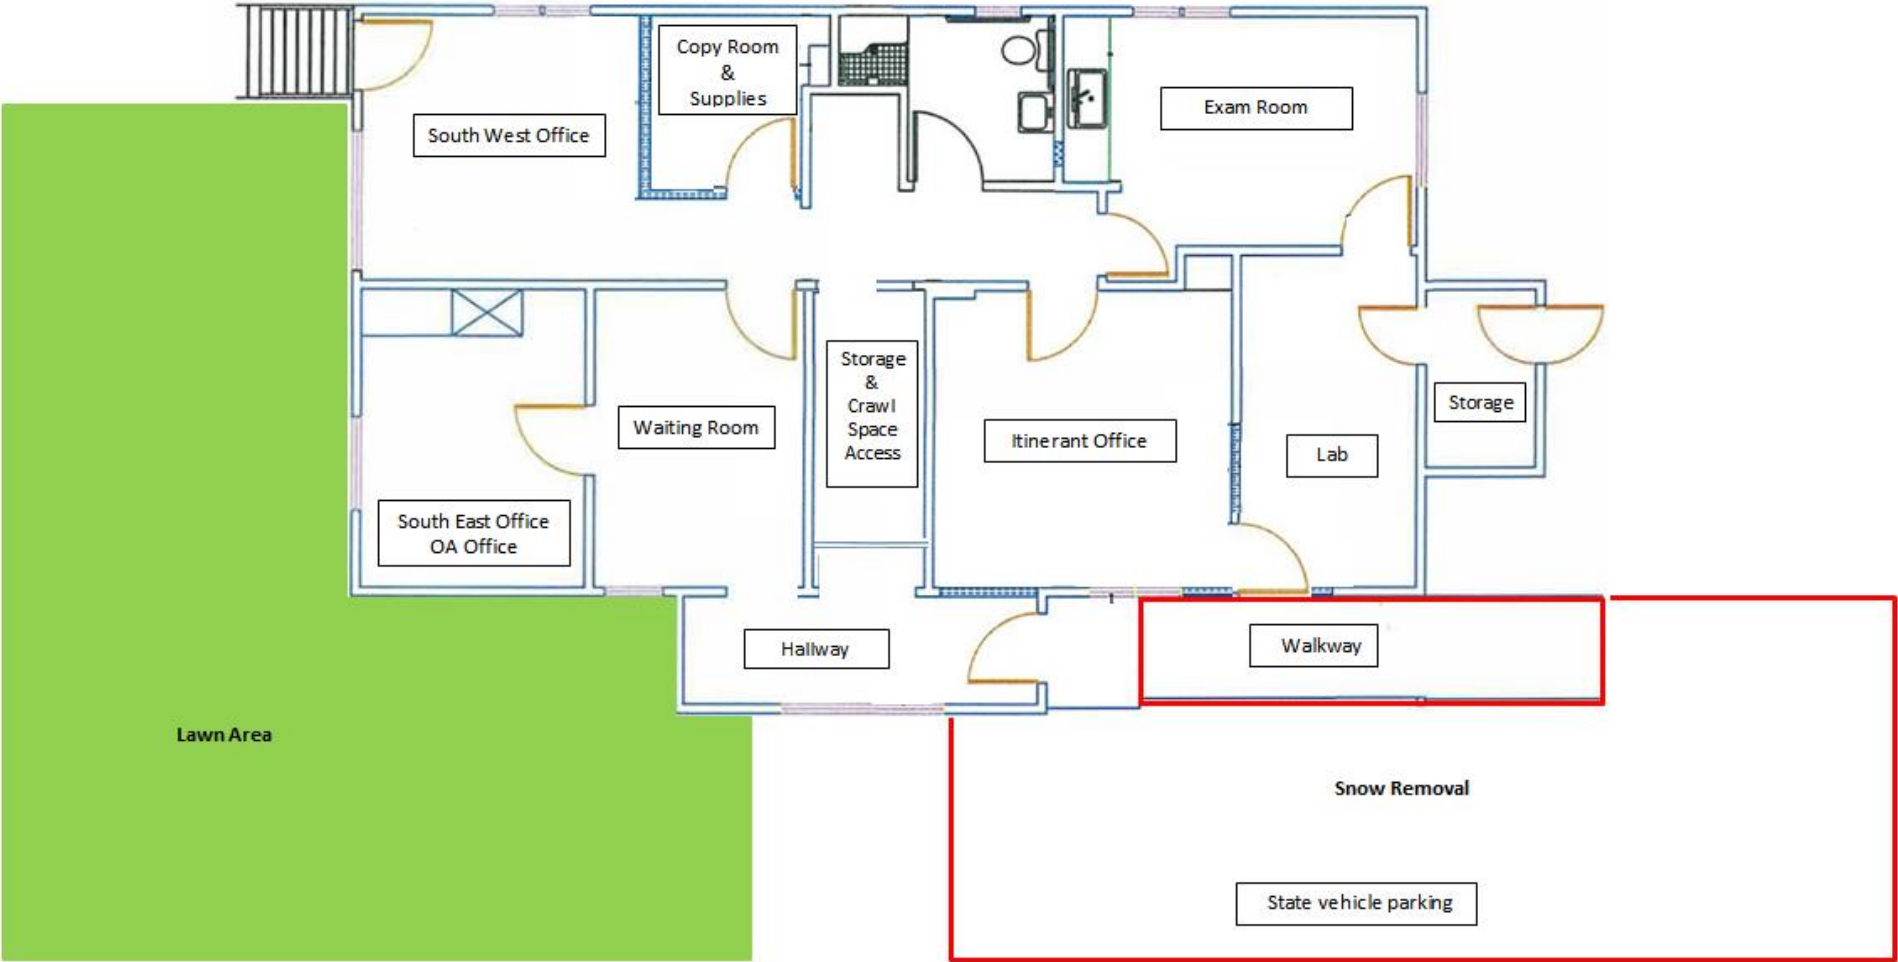 Copy Room
&
Supplies
South West Office
Exam Room
Storage
&
Crawl
Space
Access
Waiting Room
Itinerant Office
Lab
Storage
South East Office
OA Office
Hallway
Walkway
Lawn Area
Snow Removal
State vehicle parking